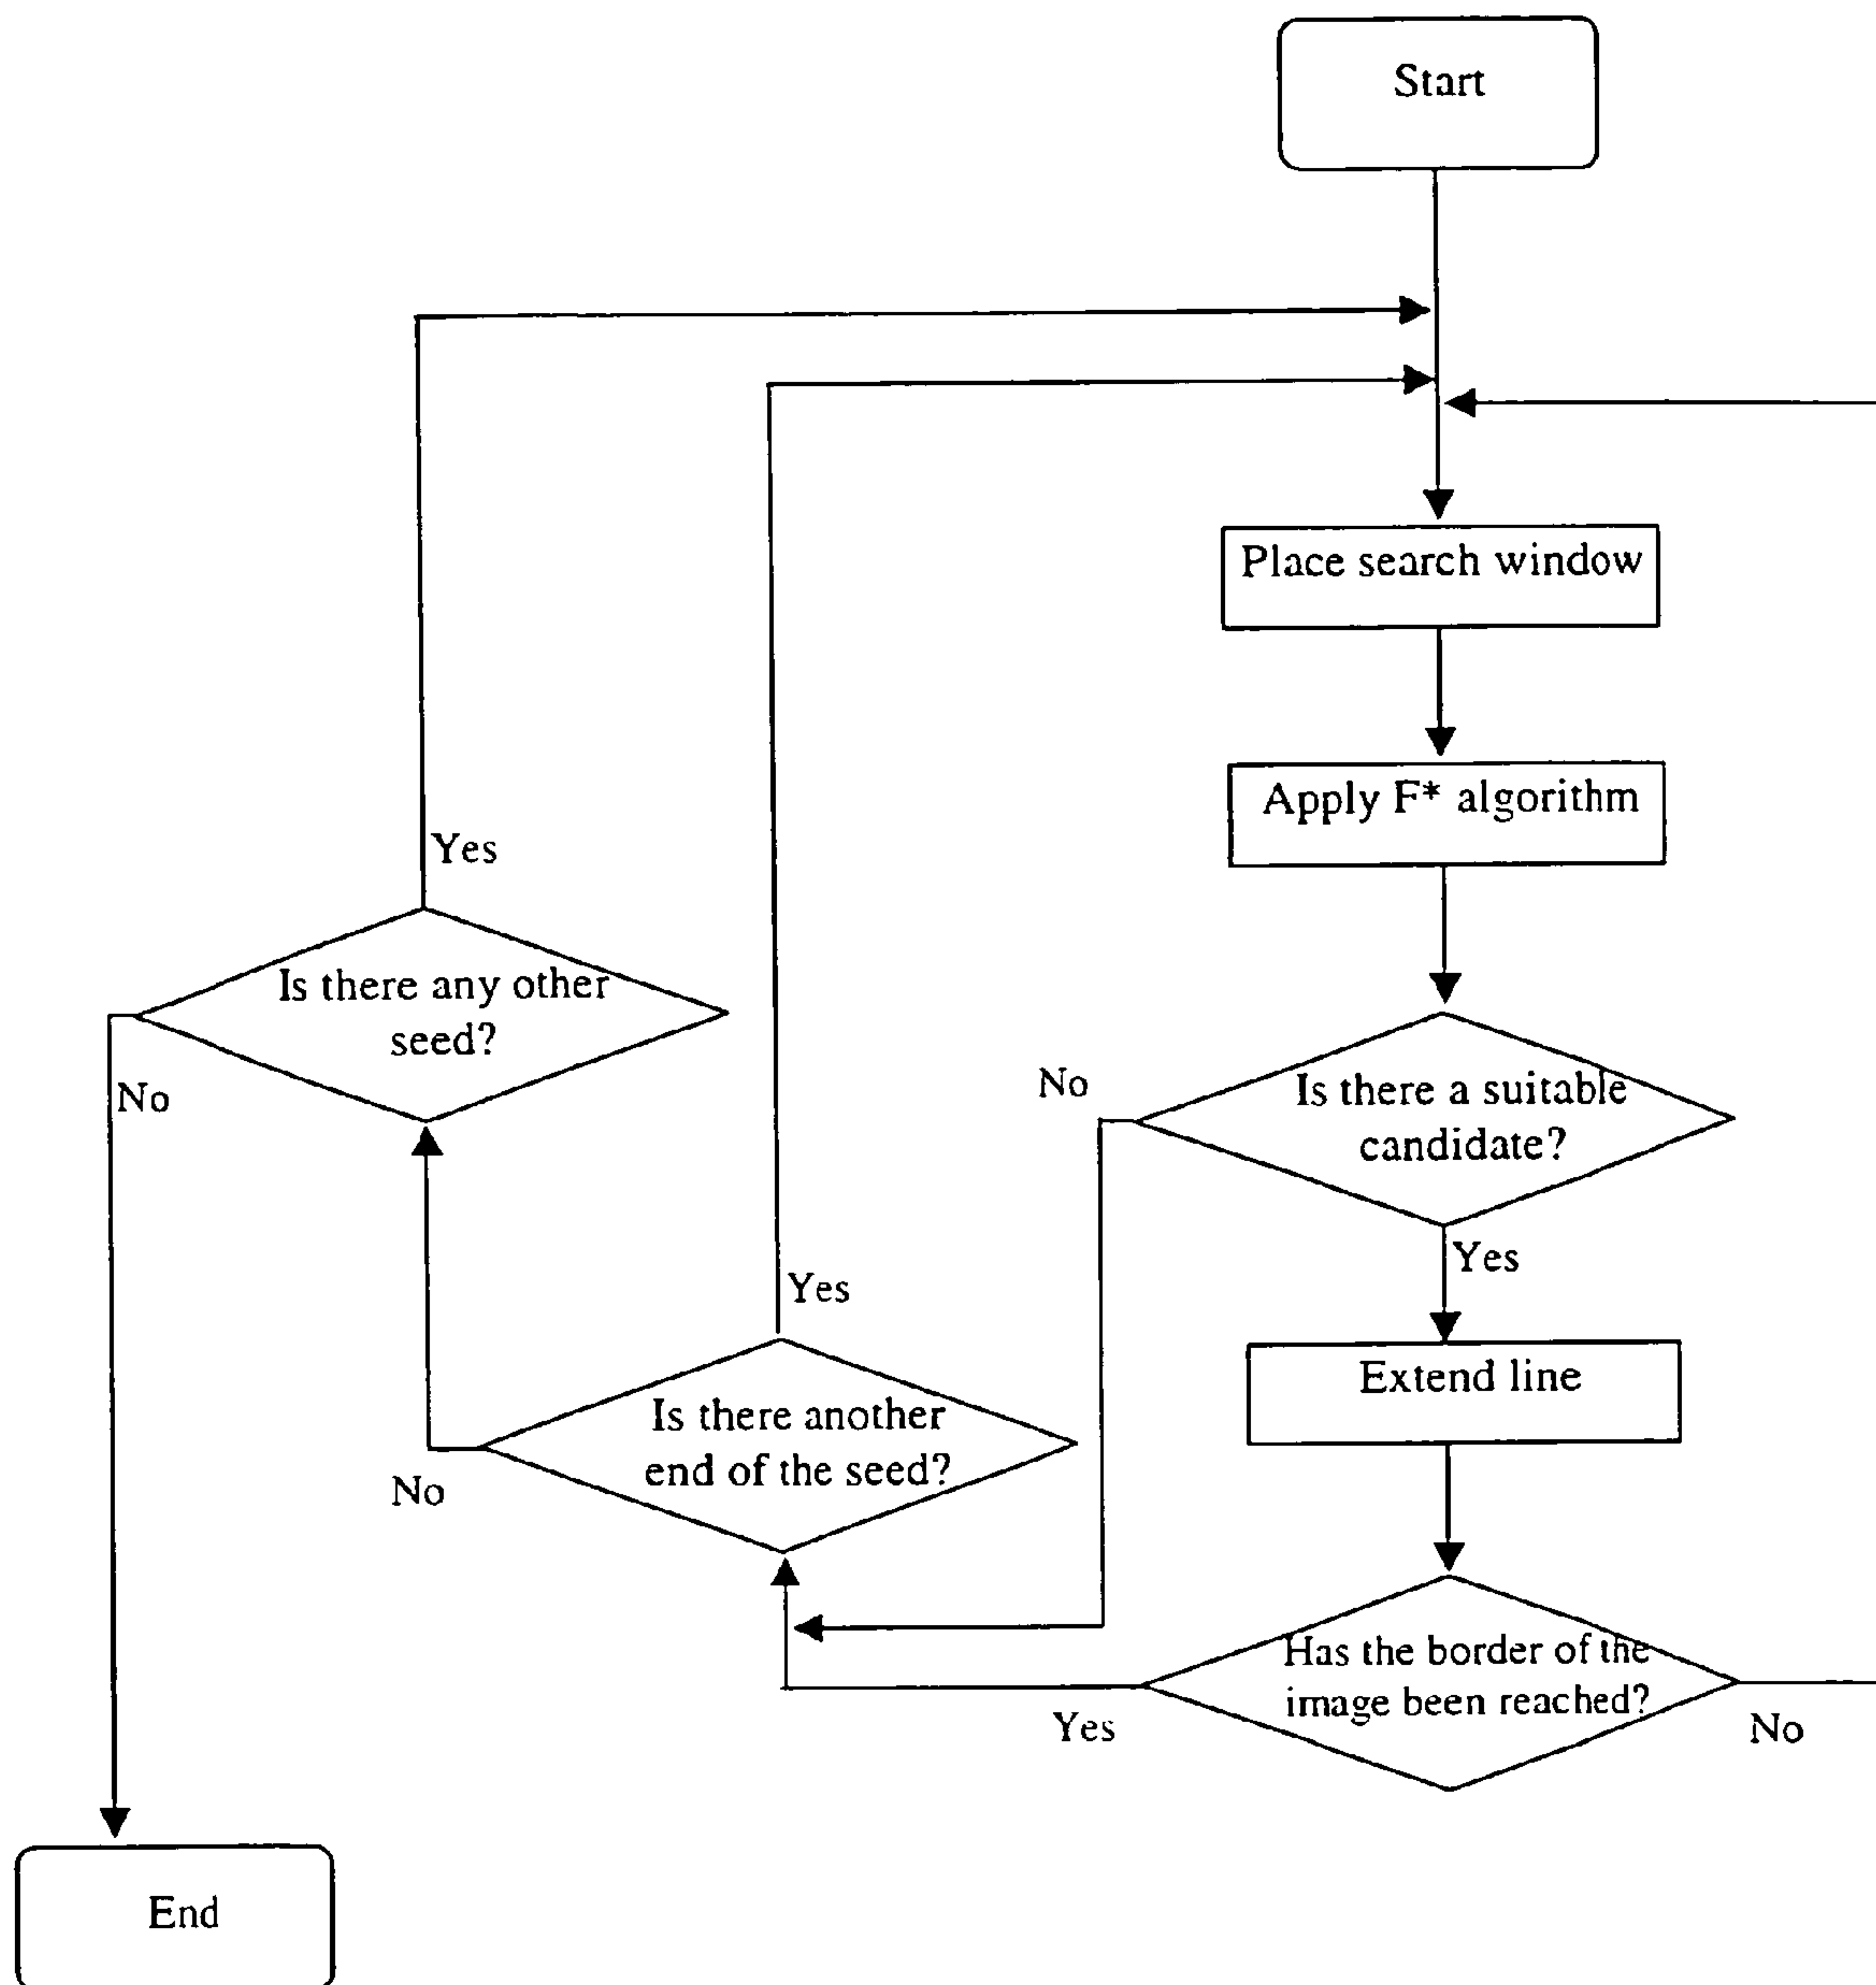 Start
Place search window
Apply F* algorithm
Yes
Is there any other
seed?
No
No
Is there a suitable
candidate?
Yes
Yes
Extend line
Is there another
end of the seed?
No
Has the border of the
image been reached?
Yes
No
End